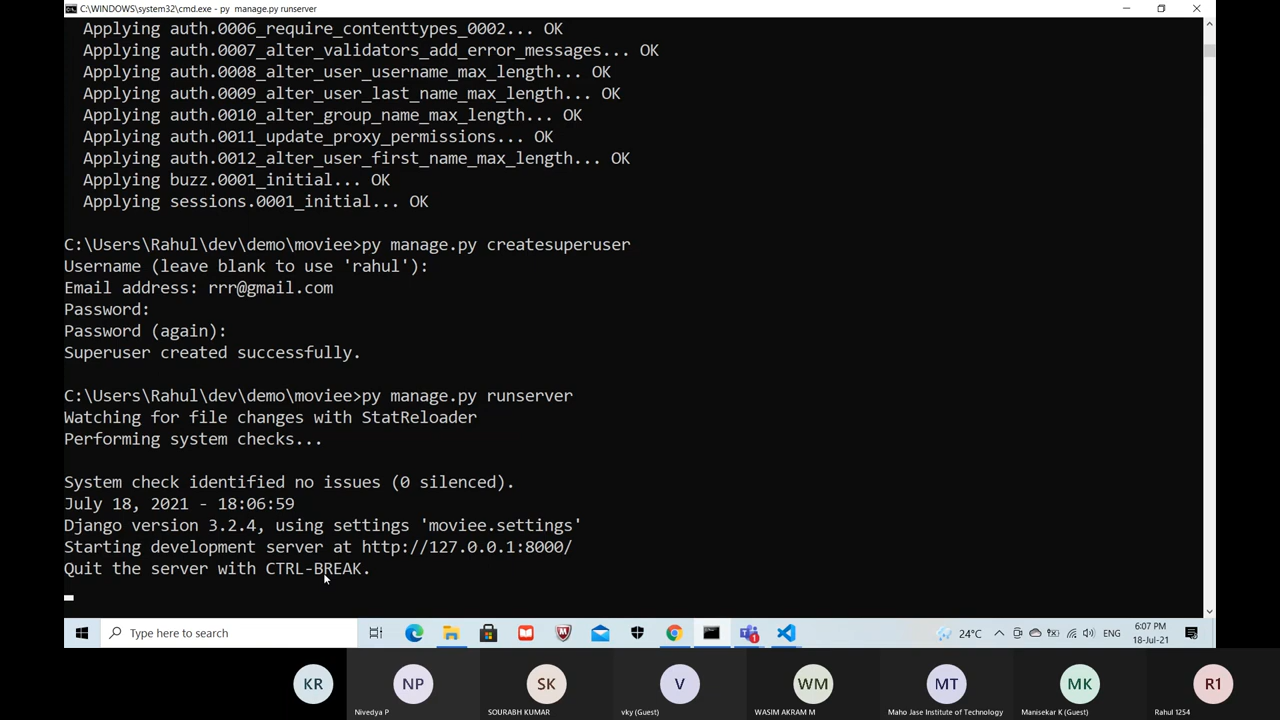 C:\WINDOWS\system32\cmd.exe - py  manage.py runserver
Applying auth.0006_require_contenttypes_0002... OK
Applying auth.0007_alter_validators_add_error_messages... OK
Applying auth.0008_alter_user_username_max_length... OK
Applying auth.0009_alter_user_last_name_max_length... OK
Applying auth.0010_alter_group_name_max_length... OK
Applying auth.0011_update_proxy_permissions... OK
Applying auth.0012_alter_user_first_name_max_length... OK
Applying buzz.0001_initial... OK
Applying sessions.0001_initial... OK
C:\Users\Rahul\dev\demo\moviee>py manage.py createsuperuser
Username (leave blank to use 'rahul'):
Email address: rrr@gmail.com
Password:
Password (again):
Superuser created successfully.
C:\Users\Rahul\dev\demo\moviee>py manage.py runserver
Watching for file changes with StatReloader
Performing system checks...
System check identified no issues (0 silenced).
July 18, 2021 - 18:06:59
Django version 3.2.4, using settings 'moviee.settings'
Starting development server at http://127.0.0.1:8000/
Quit the server with CTRL-BREAK.
Type here to search
24°C
ENG
6:07 PM
18-Jul-21
KR
NP
SK
V
WM
MT
MK
R1
Nivedya P
SOURABH KUMAR
vky (Guest)
WASIM AKRAM M
Maho Jase Institute of Technology
Manisekar K (Guest)
Rahul 1254